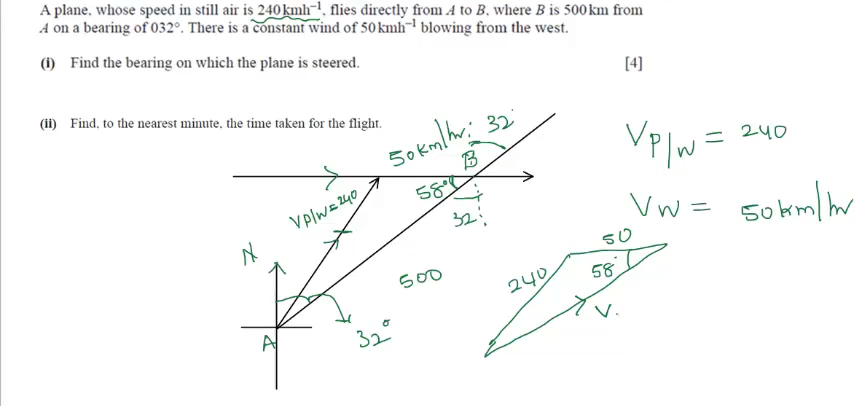 A plane, whose speed in still air is 240 kmh⁻¹, flies directly from A to B, where B is 500 km from
A on a bearing of 032°. There is a constant wind of 50 kmh⁻¹ blowing from the west.
(i) Find the bearing on which the plane is steered. [4]
(ii) Find, to the nearest minute, the time taken for the flight.
50km/hr
32°
B
58°
32
VP/W=240
N
A
500
32°
VP/W = 240
VW = 50km/hr
50
240
58°
V.